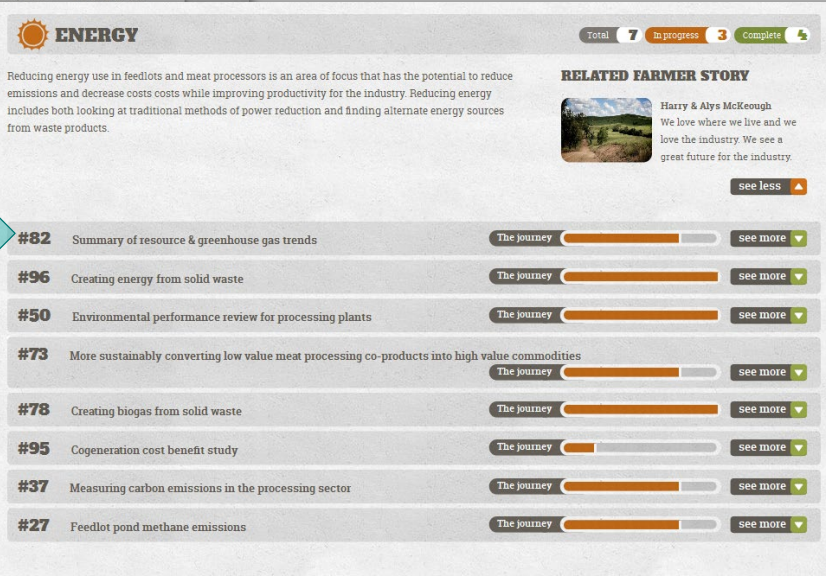 ENERGY
Total 7 In progress 3 Complete 4
Reducing energy use in feedlots and meat processors is an area of focus that has the potential to reduce
emissions and decrease costs costs while improving productivity for the industry. Reducing energy
includes both looking at traditional methods of power reduction and finding alternate energy sources
from waste products.
RELATED FARMER STORY
Harry & Alys McKeough
We love where we live and we
love the industry. We see a
great future for the industry.
see less
#82 Summary of resource & greenhouse gas trends The journey see more
#96 Creating energy from solid waste The journey see more
#50 Environmental performance review for processing plants The journey see more
#73 More sustainably converting low value meat processing co-products into high value commodities
The journey see more
#78 Creating biogas from solid waste The journey see more
#95 Cogeneration cost benefit study The journey see more
#37 Measuring carbon emissions in the processing sector The journey see more
#27 Feedlot pond methane emissions The journey see more